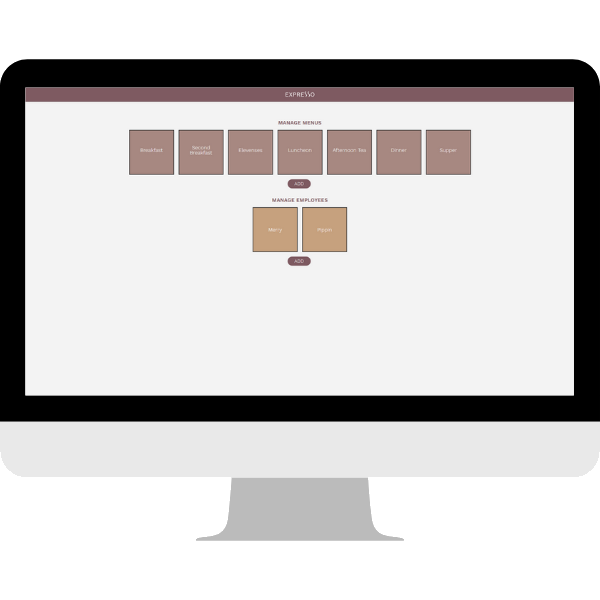 EXPRESSO
MANAGE MENUS
Breakfast
Second
Breakfast
Elevenses
Luncheon
Afternoon Tea
Dinner
Supper
ADD
MANAGE EMPLOYEES
Merry
Pippin
ADD